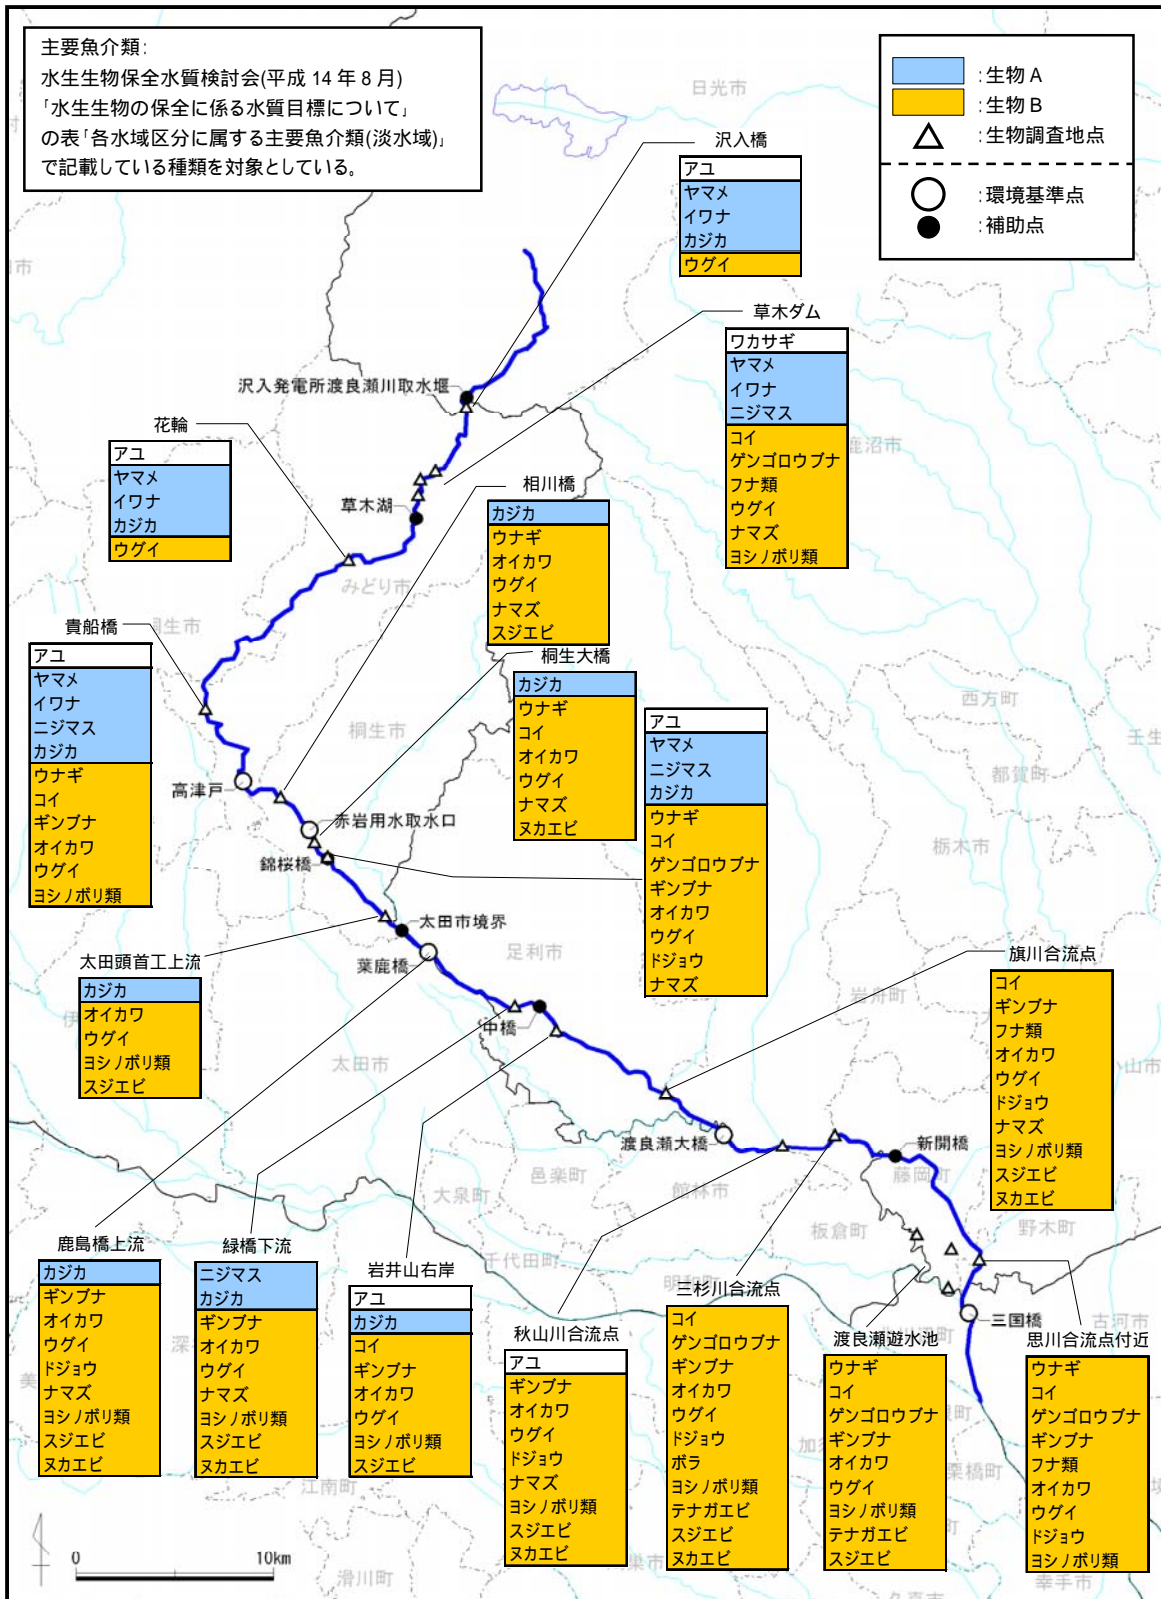 主要魚介類:
水生生物保全水質検討会(平成 14 年 8 月)
「水生生物の保全に係る水質目標について」
の表「各水域区分に属する主要魚介類(淡水域)」
で記載している種類を対象としている。
:生物 A
:生物 B
:生物調査地点
:環境基準点
:補助点
日光市
沢入橋
アユ
ヤマメ
イワナ
カジカ
ウグイ
草木ダム
ワカサギ
ヤマメ
イワナ
ニジマス
コイ
ゲンゴロウブナ
フナ類
ウグイ
ナマズ
ヨシノボリ類
鹿沼市
沢入発電所渡良瀬川取水堰
花輪
アユ
ヤマメ
イワナ
カジカ
ウグイ
草木湖
みどり市
相川橋
カジカ
ウナギ
オイカワ
ウグイ
ナマズ
スジエビ
貴船橋
アユ
ヤマメ
イワナ
ニジマス
カジカ
ウナギ
コイ
ギンブナ
オイカワ
ウグイ
ヨシノボリ類
桐生市
桐生大橋
カジカ
ウナギ
コイ
オイカワ
ウグイ
ナマズ
ヌカエビ
アユ
ヤマメ
ニジマス
カジカ
ウナギ
コイ
ゲンゴロウブナ
ギンブナ
オイカワ
ウグイ
ドジョウ
ナマズ
西方町
都賀町
壬生
栃木市
高津戸
赤岩用水取水口
錦桜橋
太田市境界
葉鹿橋
足利市
太田頭首工上流
カジカ
オイカワ
ウグイ
ヨシノボリ類
スジエビ
太田市
中橋
旗川合流点
コイ
ギンブナ
フナ類
オイカワ
ウグイ
ドジョウ
ナマズ
ヨシノボリ類
スジエビ
ヌカエビ
岩舟町
小山市
渡良瀬大橋
新開橋
藤岡町
邑楽町
大泉町
館林市
板倉町
野木町
千代田町
明和町
鹿島橋上流
カジカ
ギンブナ
オイカワ
ウグイ
ドジョウ
ナマズ
ヨシノボリ類
スジエビ
ヌカエビ
緑橋下流
ニジマス
カジカ
ギンブナ
オイカワ
ウグイ
ナマズ
ヨシノボリ類
スジエビ
ヌカエビ
岩井山右岸
アユ
カジカ
コイ
ギンブナ
オイカワ
ウグイ
ヨシノボリ類
スジエビ
秋山川合流点
アユ
ギンブナ
オイカワ
ウグイ
ドジョウ
ナマズ
ヨシノボリ類
スジエビ
ヌカエビ
三杉川合流点
コイ
ゲンゴロウブナ
ギンブナ
オイカワ
ウグイ
ドジョウ
ボラ
ヨシノボリ類
テナガエビ
スジエビ
ヌカエビ
渡良瀬遊水池
ウナギ
コイ
ゲンゴロウブナ
ギンブナ
オイカワ
ウグイ
ヨシノボリ類
テナガエビ
スジエビ
三国橋
古河市
思川合流点付近
ウナギ
コイ
ゲンゴロウブナ
ギンブナ
フナ類
オイカワ
ウグイ
ドジョウ
ヨシノボリ類
栗橋町
江南町
滑川町
幸手市
0
10km